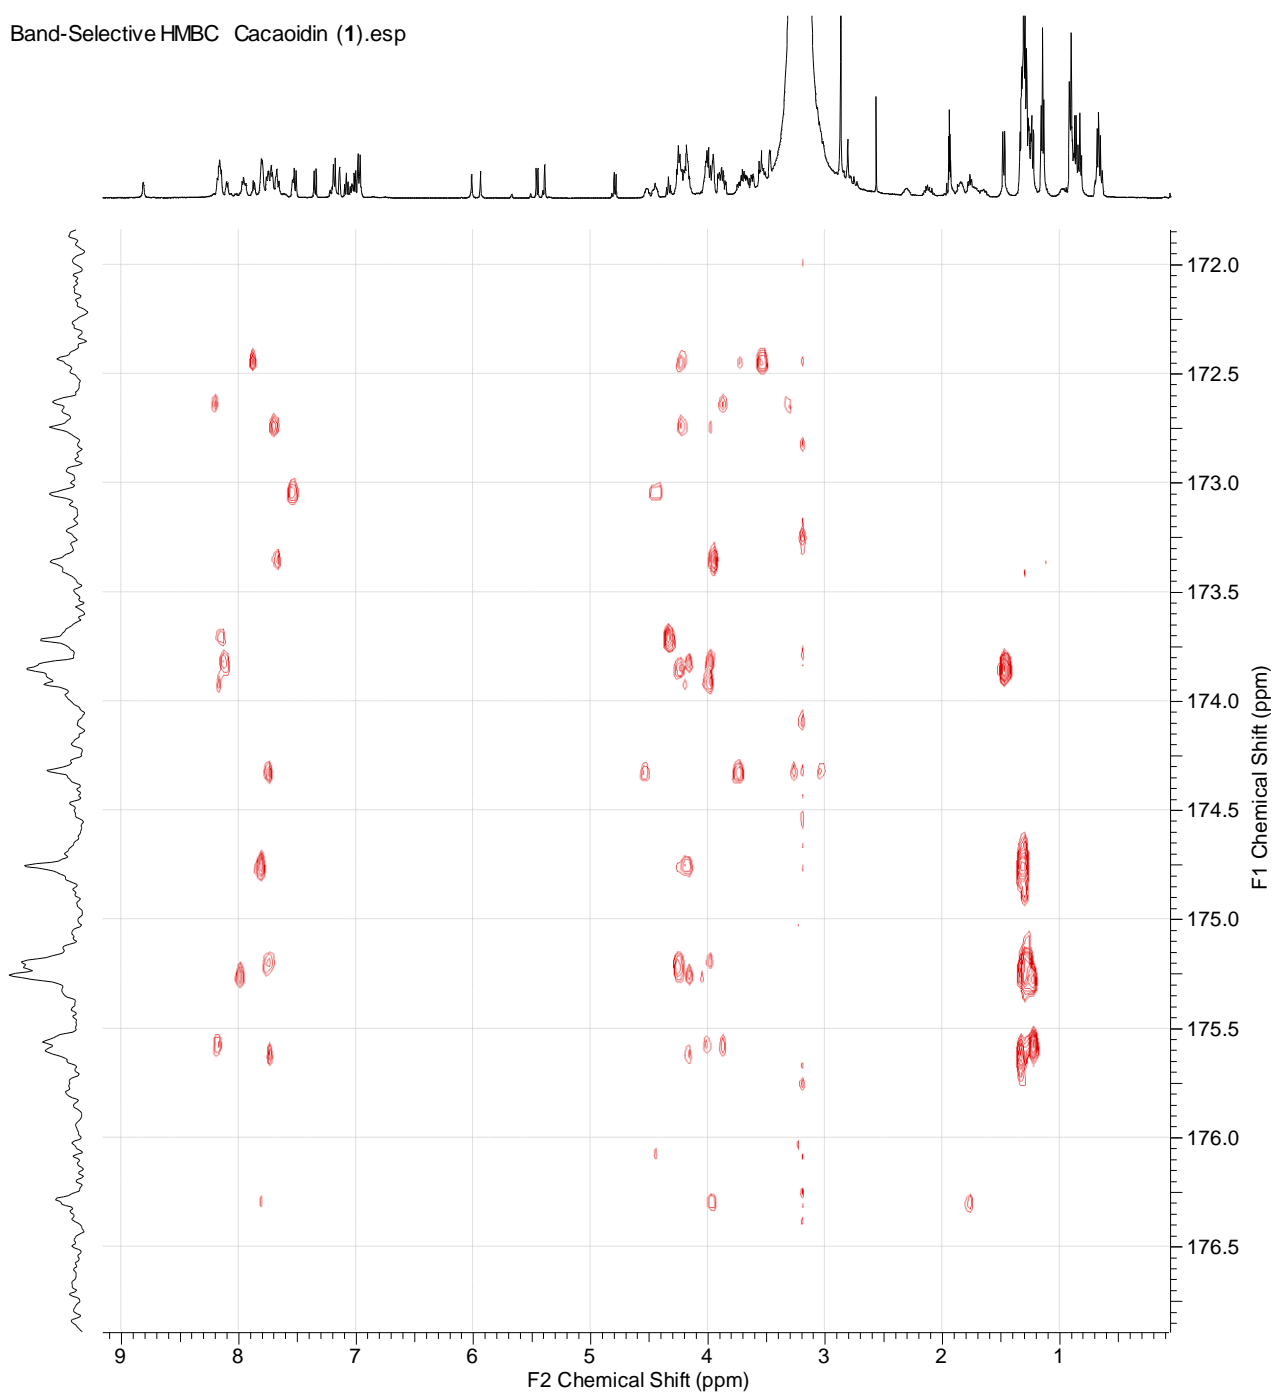 Band-Selective HMBC Cacaoidin (1).esp
172.0
172.5
173.0
173.5
174.0
174.5
175.0
175.5
176.0
176.5
F1 Chemical Shift (ppm)
9 8 7 6 5 4 3 2 1
F2 Chemical Shift (ppm)